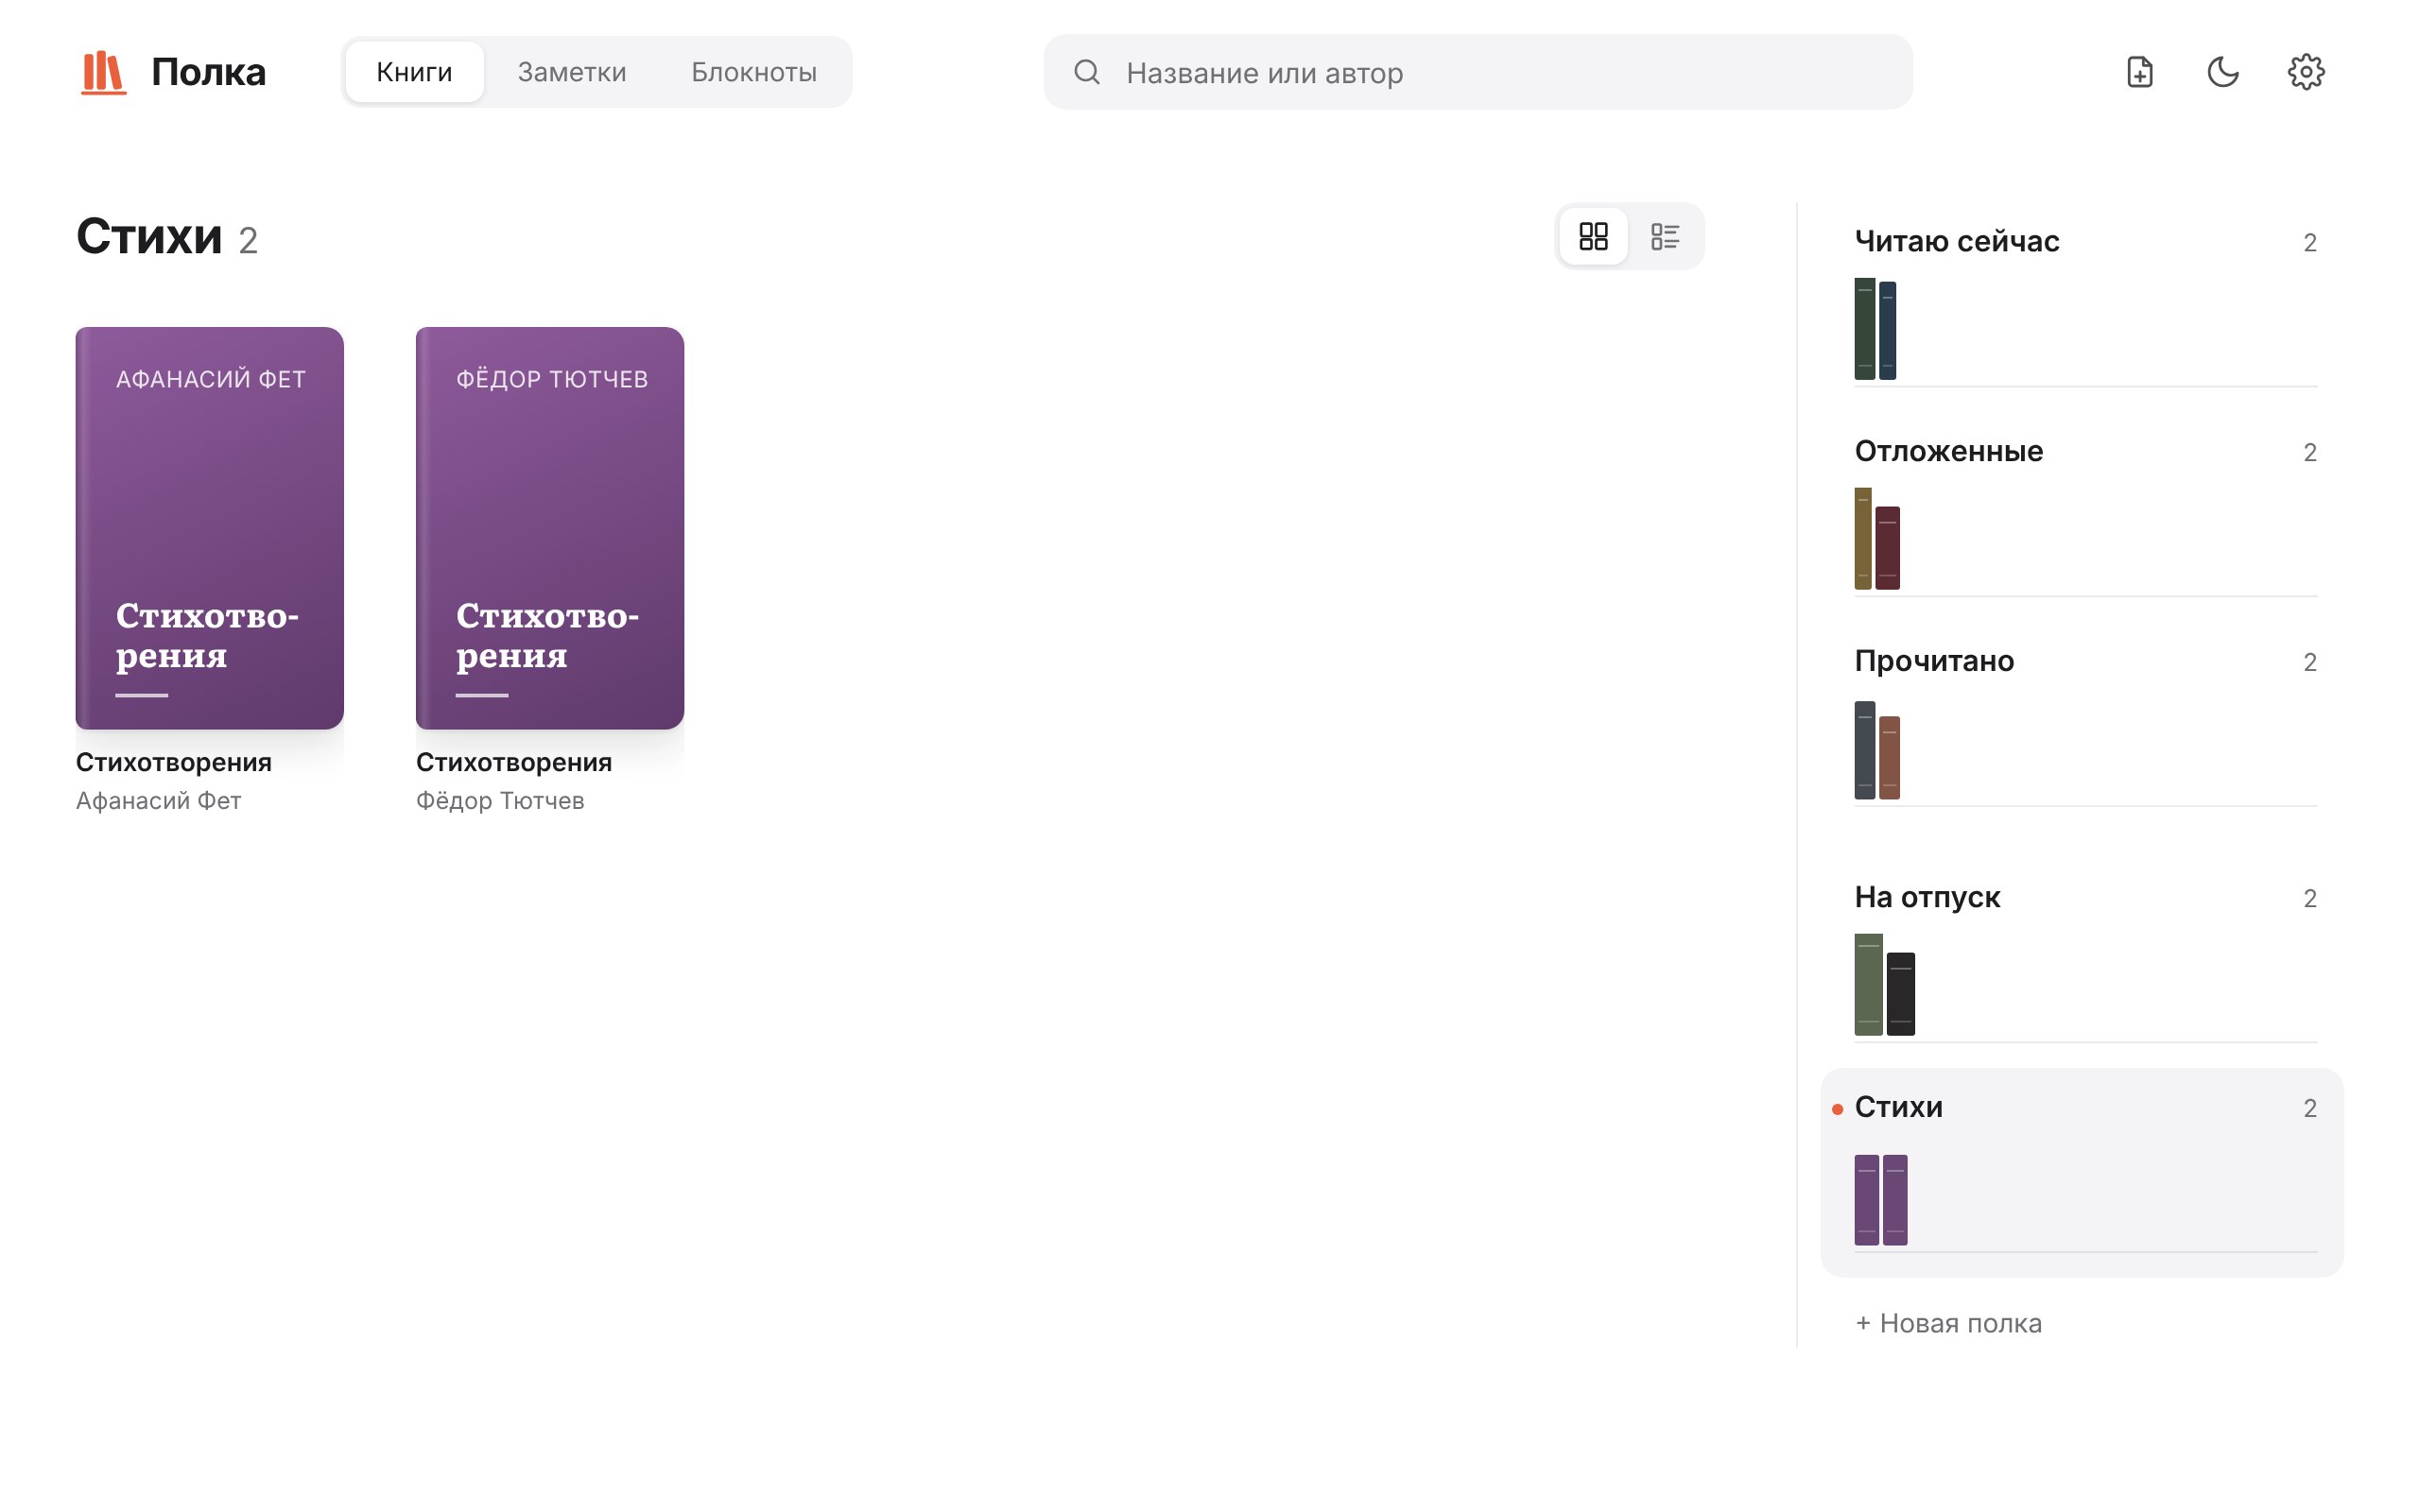 Полка
Книги
Заметки
Блокноты
Название или автор
Стихи 2
АФАНАСИЙ ФЕТ
Стихотво-
рения
Стихотворения
Афанасий Фет
ФЁДОР ТЮТЧЕВ
Стихотво-
рения
Стихотворения
Фёдор Тютчев
Читаю сейчас 2
Отложенные 2
Прочитано 2
На отпуск 2
Стихи 2
+ Новая полка